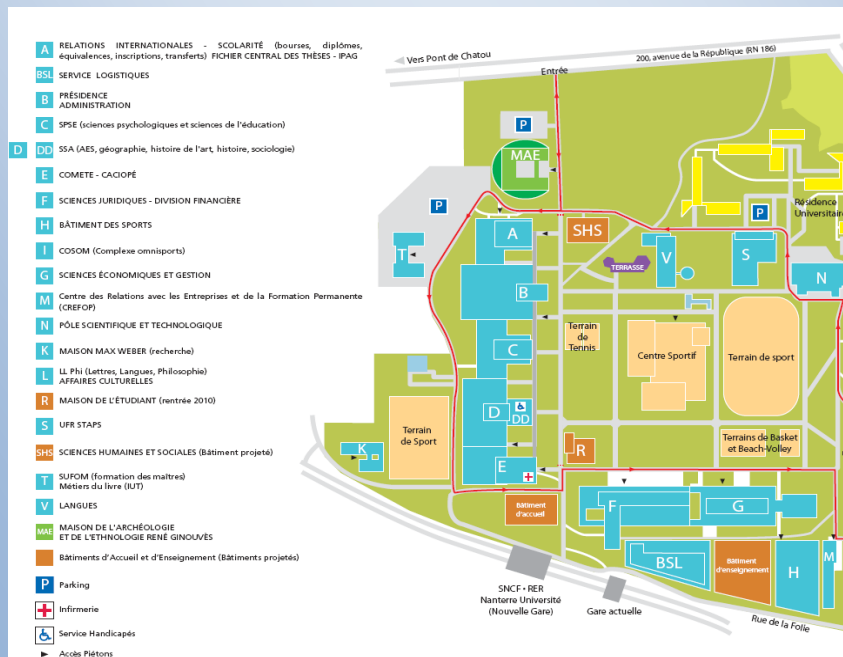 A RELATIONS INTERNATIONALES - SCOLARITÉ (bourses, diplômes,
équivalences, inscriptions, transferts) FICHIER CENTRAL DES THÈSES - IPAG
BSL SERVICE LOGISTIQUES
B PRÉSIDENCE
ADMINISTRATION
C SPSE (sciences psychologiques et sciences de l'éducation)
D DD SSA (AES, géographie, histoire de l'art, histoire, sociologie)
E COMETE - CACIOPÉ
F SCIENCES JURIDIQUES - DIVISION FINANCIÈRE
H BÂTIMENT DES SPORTS
I COSOM (Complexe omnisports)
G SCIENCES ÉCONOMIQUES ET GESTION
M Centre des Relations avec les Entreprises et de la Formation Permanente
(CREFOP)
N PÔLE SCIENTIFIQUE ET TECHNOLOGIQUE
K MAISON MAX WEBER (recherche)
L LL Phi (Lettres, Langues, Philosophie)
AFFAIRES CULTURELLES
R MAISON DE L'ÉTUDIANT (rentrée 2010)
S UFR STAPS
SHS SCIENCES HUMAINES ET SOCIALES (Bâtiment projeté)
T SUFOM (formation des maîtres)
Métiers du livre (IUT)
V LANGUES
MAE MAISON DE L'ARCHÉOLOGIE
ET DE L'ETHNOLOGIE RENÉ GINOUVÈS
Bâtiments d'Accueil et d'Enseignement (Bâtiments projetés)
P Parking
Infirmerie
Service Handicapés
Accès Piétons
Vers Pont de Chatou
200, avenue de la République (RN 186)
Entrée
P
MAE
P
P
Résidence
Universitaire
A
SHS
T
TERRASSE
V
S
N
B
Terrain
de
Tennis
C
Centre Sportif
Terrain de sport
D
DD
Terrain
de Sport
K
E
R
Terrains de Basket
et Beach-Volley
Bâtiment
d'accueil
F
G
BSL
Bâtiment
d'enseignement
H
M
SNCF • RER
Nanterre Université
(Nouvelle Gare)
Gare actuelle
Rue de la Folie